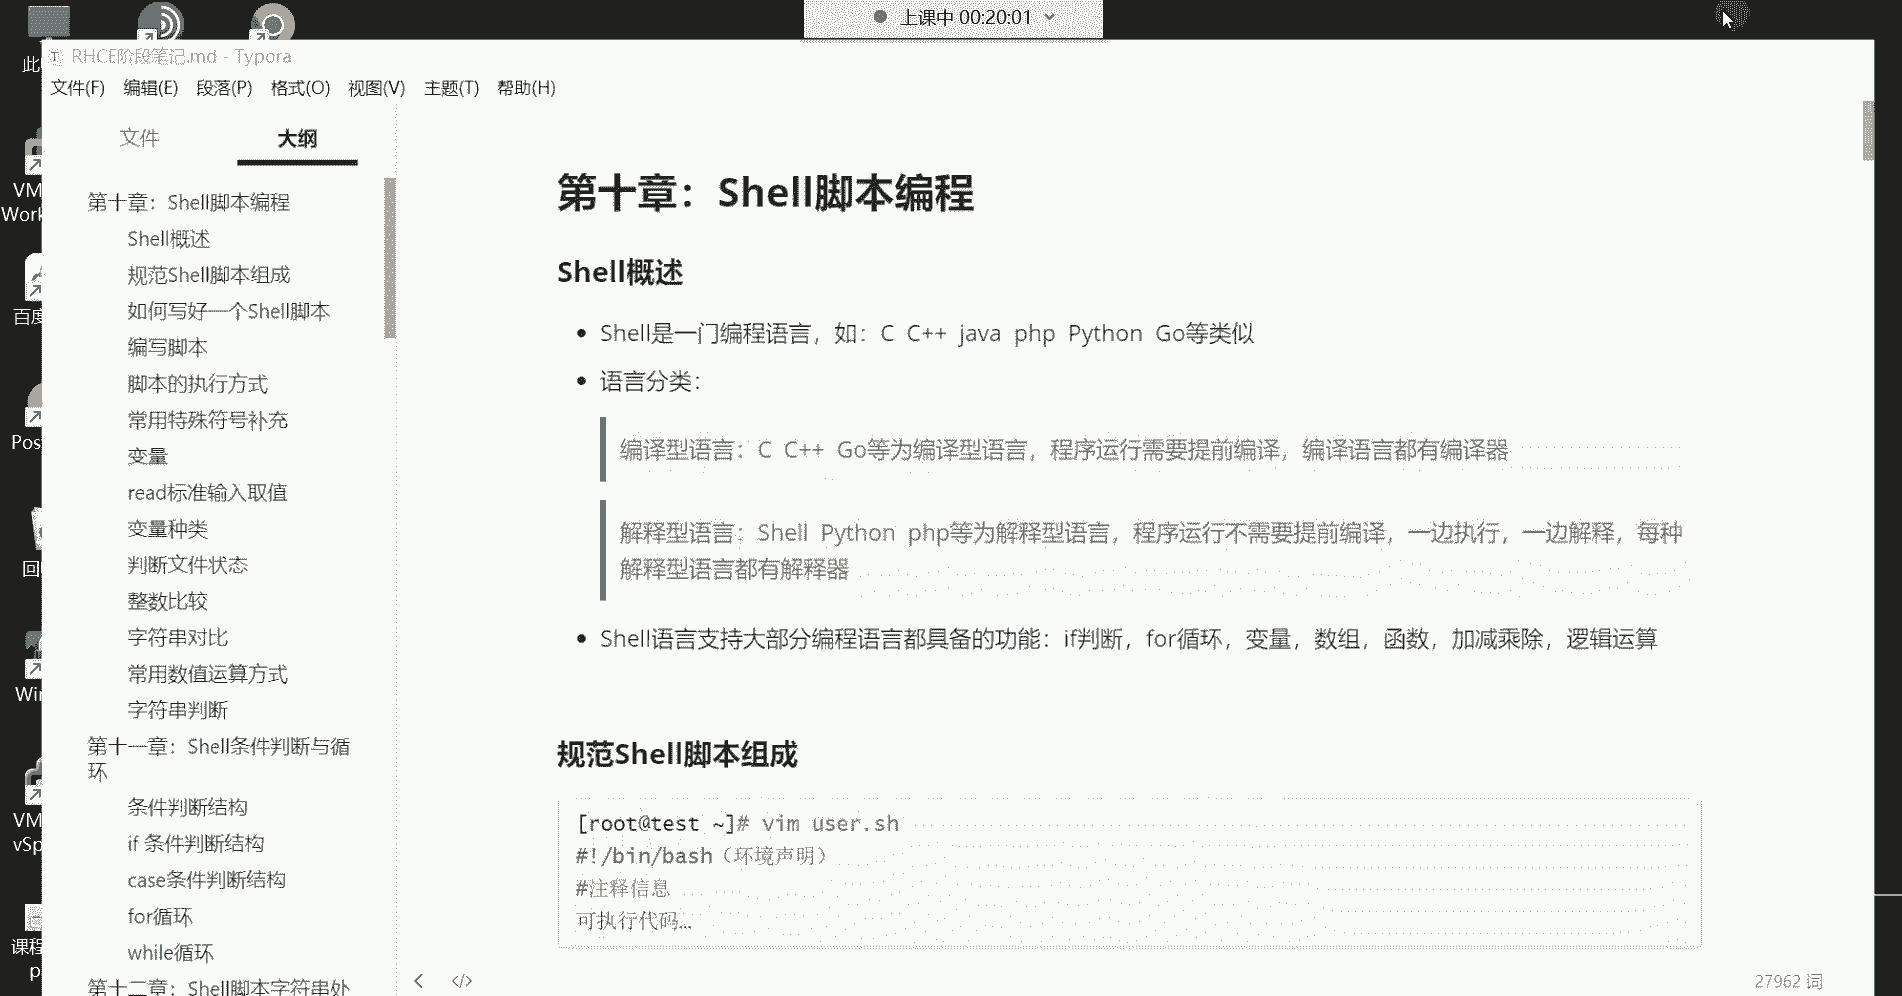 上课中 00:20:01
RHCE阶段笔记.md - Typora
文件(F) 编辑(E) 段落(P) 格式(O) 视图(V) 主题(T) 帮助(H)
文件 大纲
第十章：Shell脚本编程
Shell概述
规范Shell脚本组成
如何写好一个Shell脚本
编写脚本
脚本的执行方式
常用特殊符号补充
变量
read标准输入取值
变量种类
判断文件状态
整数比较
字符串对比
常用数值运算方式
字符串判断
第十一章：Shell条件判断与循
环
条件判断结构
if 条件判断结构
case条件判断结构
for循环
while循环
第十二章：Shell脚本字符串处
第十章：Shell脚本编程
Shell概述
Shell是一门编程语言，如：C C++ java php Python Go等类似
语言分类：
编译型语言：C C++ Go等为编译型语言，程序运行需要提前编译，编译语言都有编译器
解释型语言：Shell Python php等为解释型语言，程序运行不需要提前编译，一边执行，一边解释，每种
解释型语言都有解释器
Shell语言支持大部分编程语言都具备的功能：if判断，for循环，变量，数组，函数，加减乘除，逻辑运算
规范Shell脚本组成
[root@test ~]# vim user.sh
#!/bin/bash（环境声明）
#注释信息
可执行代码...
27962 词
此
VM
Work
百度
Pos
回
Win
VM
vSp
课程
p